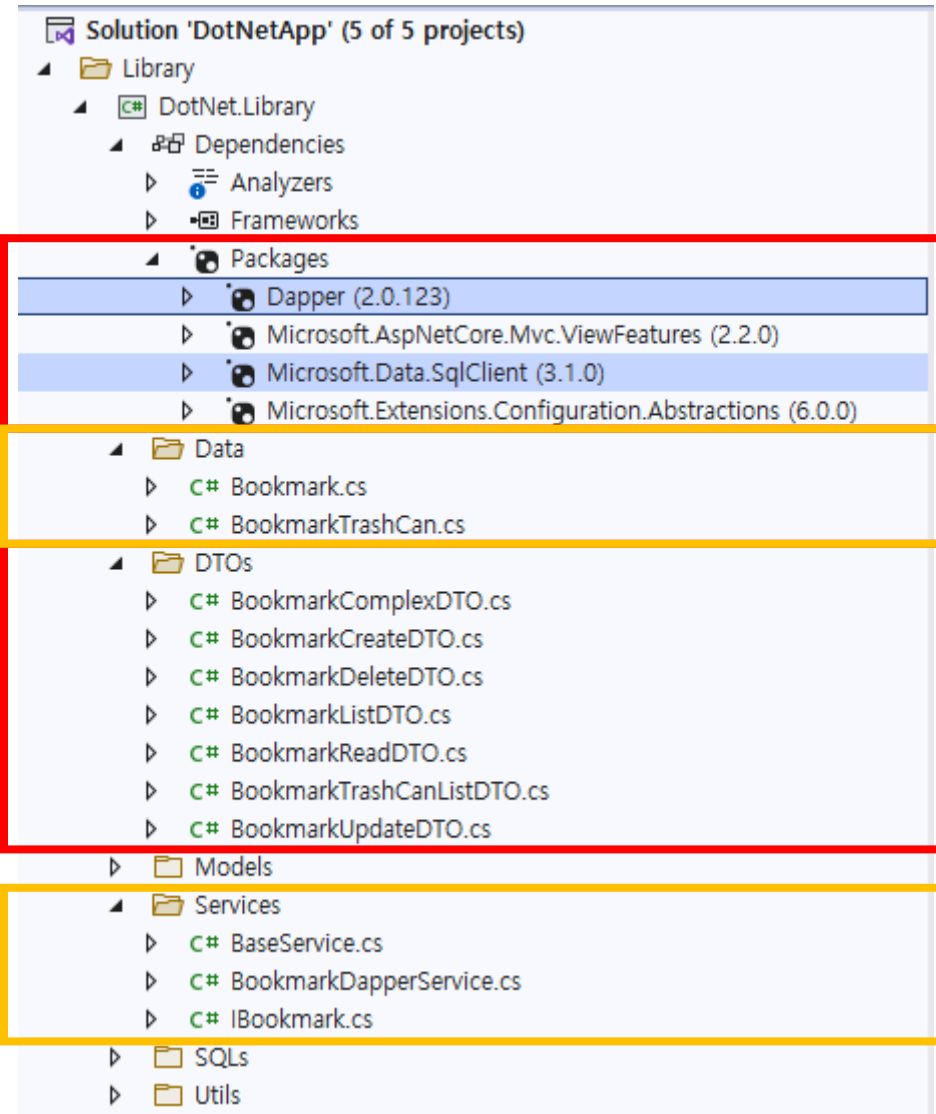 Solution 'DotNetApp' (5 of 5 projects)
Library
C# DotNet.Library
Dependencies
Analyzers
Frameworks
Packages
Dapper (2.0.123)
Microsoft.AspNetCore.Mvc.ViewFeatures (2.2.0)
Microsoft.Data.SqlClient (3.1.0)
Microsoft.Extensions.Configuration.Abstractions (6.0.0)
Data
C# Bookmark.cs
C# BookmarkTrashCan.cs
DTOs
C# BookmarkComplexDTO.cs
C# BookmarkCreateDTO.cs
C# BookmarkDeleteDTO.cs
C# BookmarkListDTO.cs
C# BookmarkReadDTO.cs
C# BookmarkTrashCanListDTO.cs
C# BookmarkUpdateDTO.cs
Models
Services
C# BaseService.cs
C# BookmarkDapperService.cs
C# IBookmark.cs
SQLs
Utils